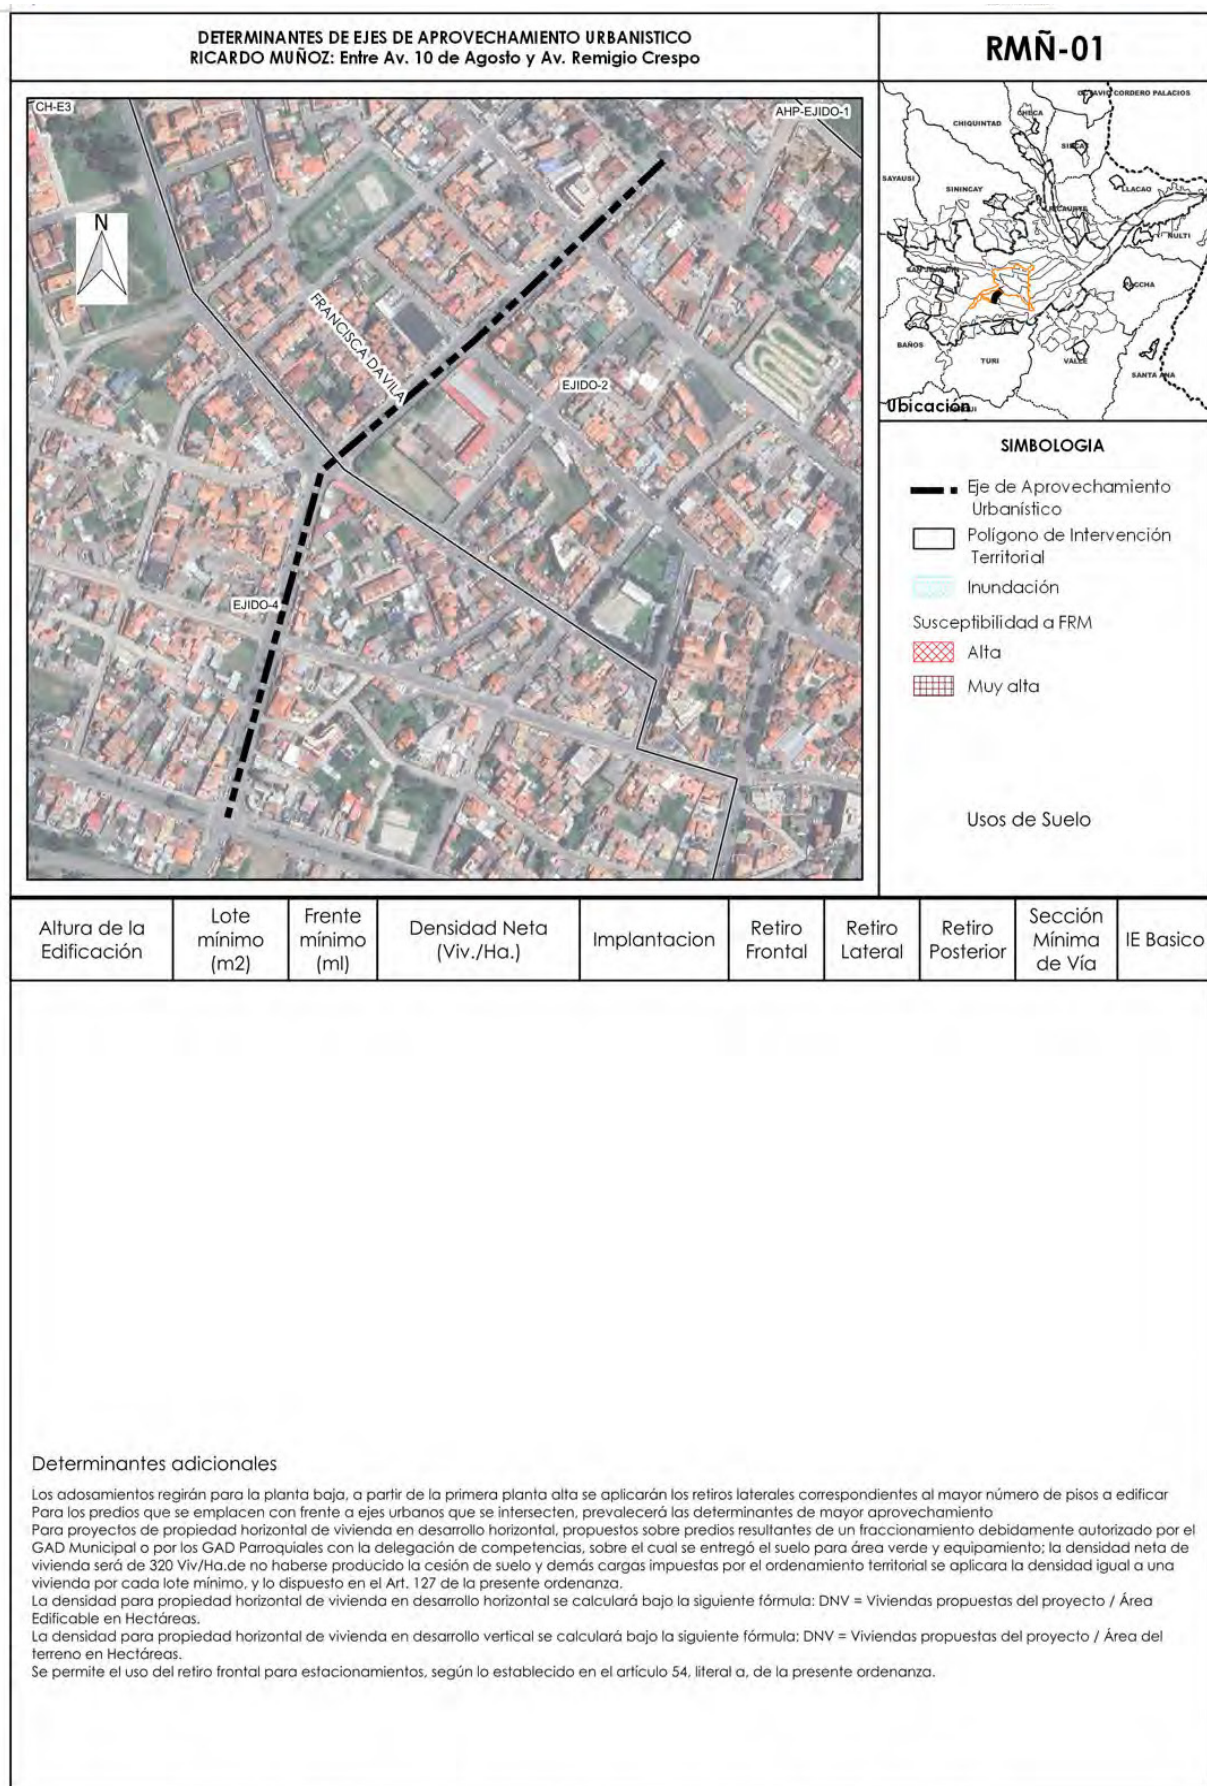 DETERMINANTES DE EJES DE APROVECHAMIENTO URBANISTICO
RICARDO MUÑOZ: Entre Av. 10 de Agosto y Av. Remigio Crespo
RMÑ-01
CH-E3
AHP-EJIDO-1
N
FRANCISCA DAVILA
EJIDO-2
EJIDO-4
OCTAVIO CORDERO PALACIOS
CHECA
CHIQUINTAD
SAYAUSI
SININCAY
LLACAO
NULTI
PACCHA
BAÑOS
TURI
VALLE
SANTA ANA
Ubicación
SIMBOLOGIA
Eje de Aprovechamiento
Urbanístico
Polígono de Intervención
Territorial
Inundación
Susceptibilidad a FRM
Alta
Muy alta
Usos de Suelo
Altura de la
Edificación
Lote
mínimo
(m2)
Frente
mínimo
(ml)
Densidad Neta
(Viv./Ha.)
Implantacion
Retiro
Frontal
Retiro
Lateral
Retiro
Posterior
Sección
Mínima
de Vía
IE Basico
Determinantes adicionales
Los adosamientos regirán para la planta baja, a partir de la primera planta alta se aplicarán los retiros laterales correspondientes al mayor número de pisos a edificar
Para los predios que se emplacen con frente a ejes urbanos que se intersecten, prevalecerá las determinantes de mayor aprovechamiento
Para proyectos de propiedad horizontal de vivienda en desarrollo horizontal, propuestos sobre predios resultantes de un fraccionamiento debidamente autorizado por el
GAD Municipal o por los GAD Parroquiales con la delegación de competencias, sobre el cual se entregó el suelo para área verde y equipamiento; la densidad neta de
vivienda será de 320 Viv/Ha.de no haberse producido la cesión de suelo y demás cargas impuestas por el ordenamiento territorial se aplicara la densidad igual a una
vivienda por cada lote mínimo, y lo dispuesto en el Art. 127 de la presente ordenanza.
La densidad para propiedad horizontal de vivienda en desarrollo horizontal se calculará bajo la siguiente fórmula: DNV = Viviendas propuestas del proyecto / Área
Edificable en Hectáreas.
La densidad para propiedad horizontal de vivienda en desarrollo vertical se calculará bajo la siguiente fórmula: DNV = Viviendas propuestas del proyecto / Área del
terreno en Hectáreas.
Se permite el uso del retiro frontal para estacionamientos, según lo establecido en el artículo 54, literal a, de la presente ordenanza.